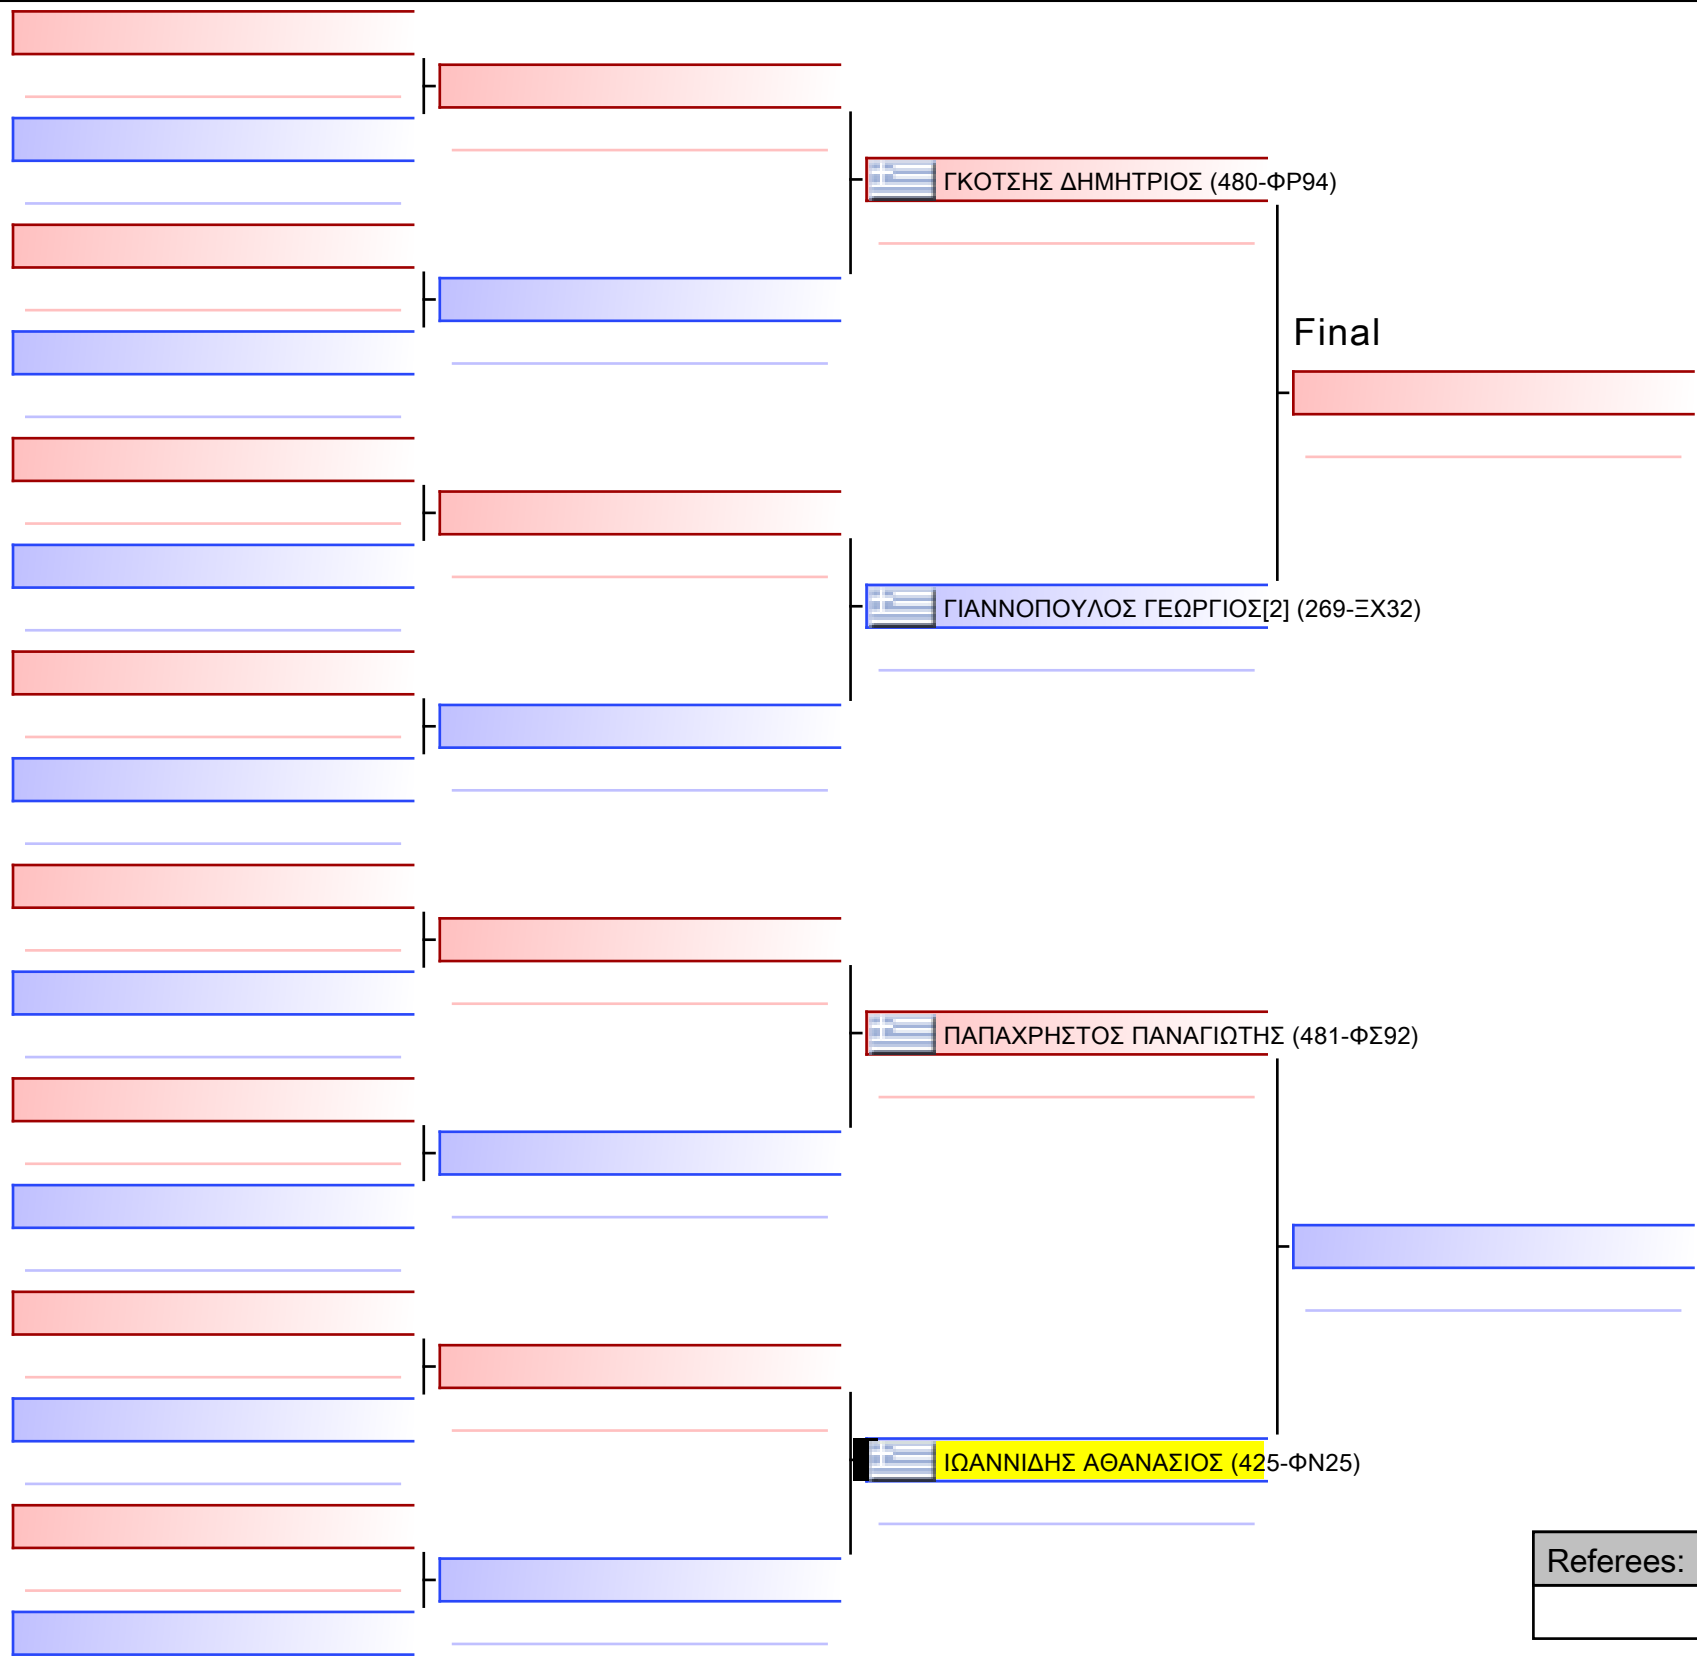 ΓΚΟΤΣΗΣ ΔΗΜΗΤΡΙΟΣ (480-ΦΡ94)
Final
ΓΙΑΝΝΟΠΟΥΛΟΣ ΓΕΩΡΓΙΟΣ[2] (269-ΞΧ32)
ΠΑΠΑΧΡΗΣΤΟΣ ΠΑΝΑΓΙΩΤΗΣ (481-ΦΣ92)
ΙΩΑΝΝΙΔΗΣ ΑΘΑΝΑΣΙΟΣ (425-ΦΝ25)
Referees: